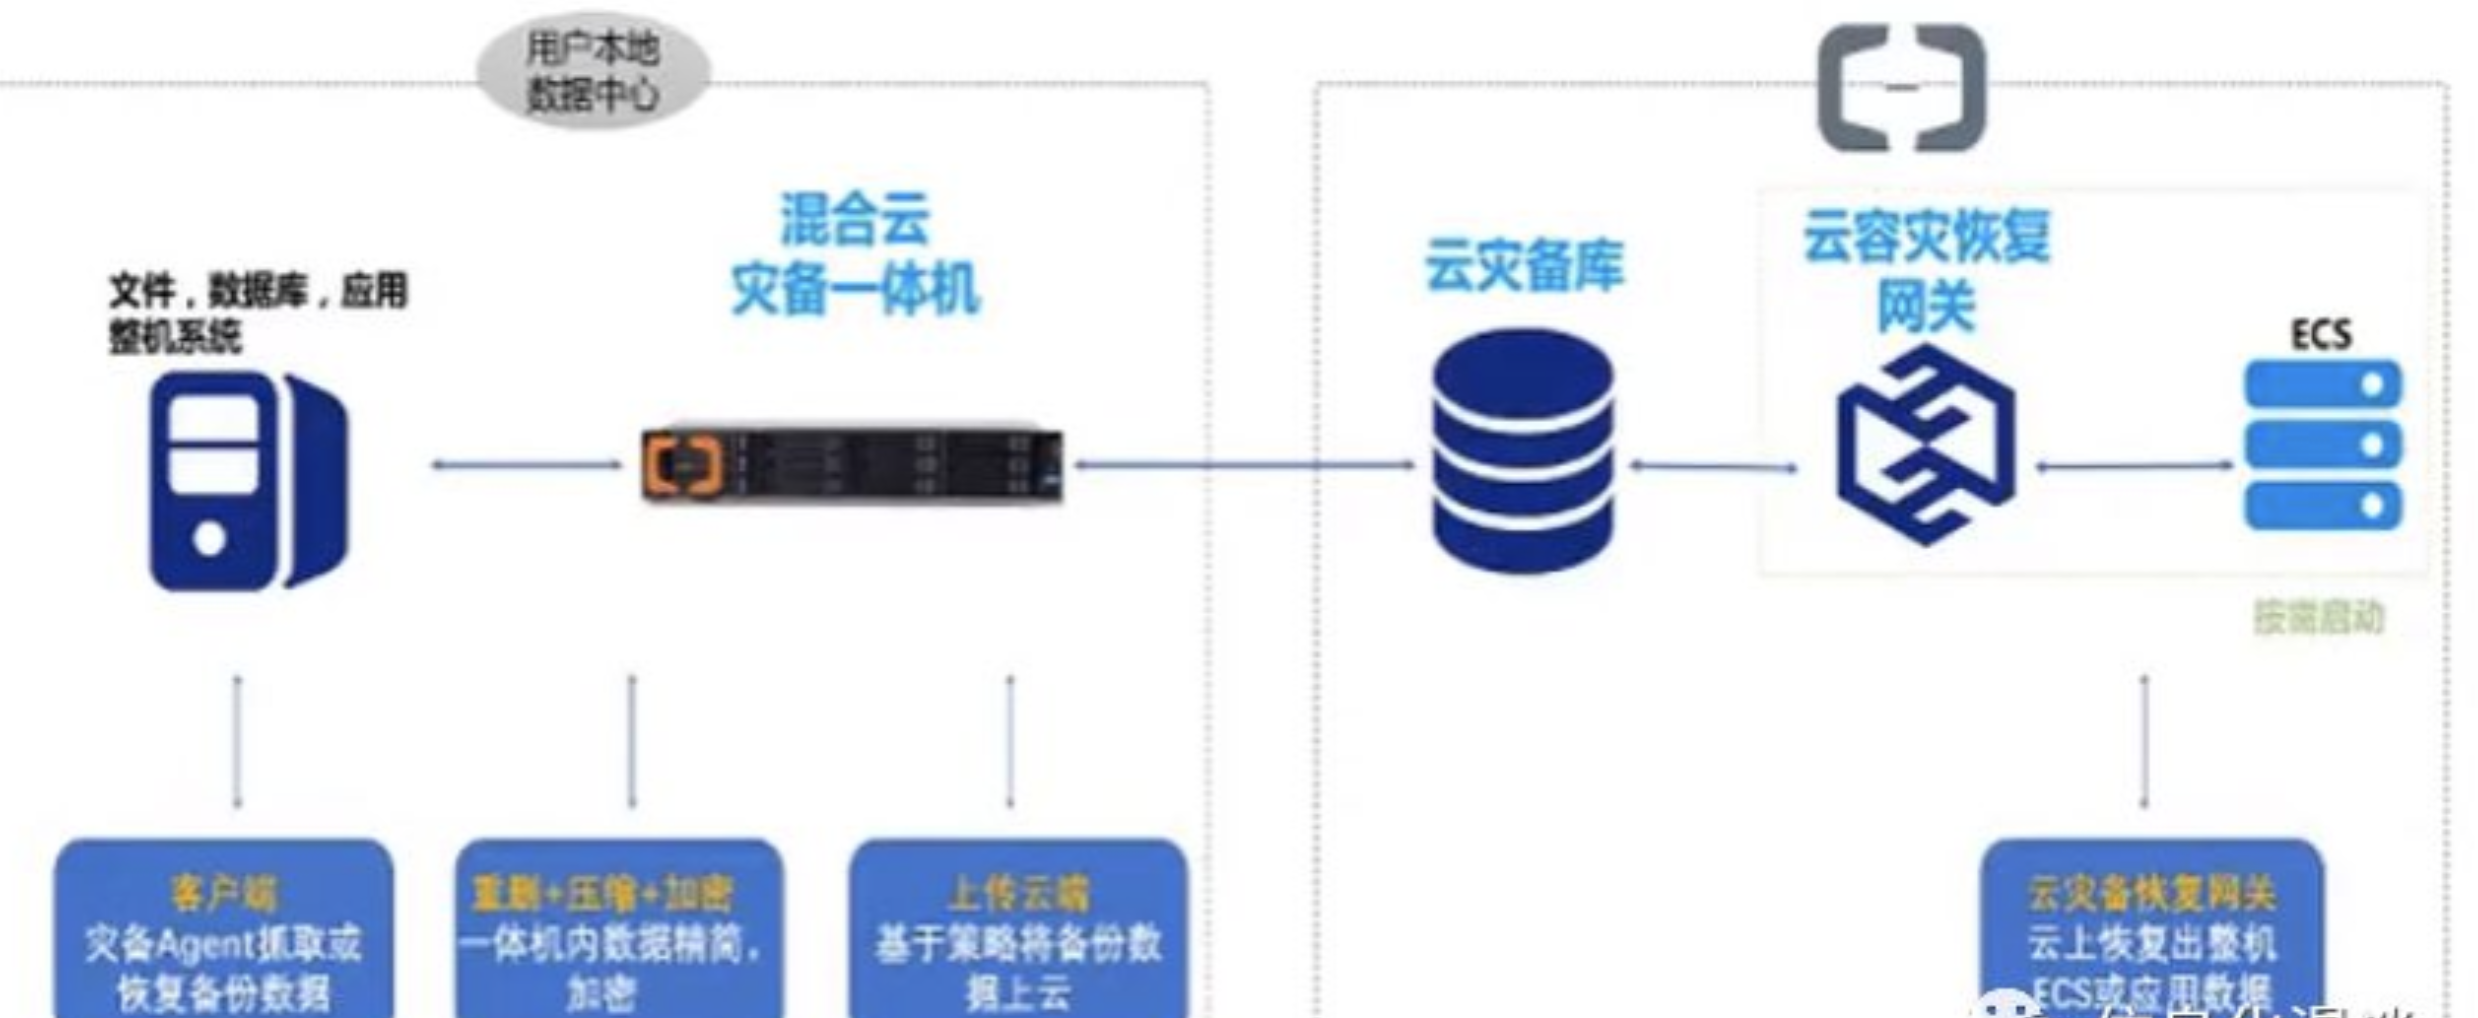 用户本地
数据中心
混合云
灾备一体机
文件，数据库，应用
整机系统
云灾备库
云容灾恢复
网关
ECS
按需启动
客户端
灾备Agent抓取或
恢复备份数据
重删+压缩+加密
一体机内数据精简，
加密
上传云端
基于策略将备份数
据上云
云灾备恢复网关
云上恢复出整机
ECS或应用数据